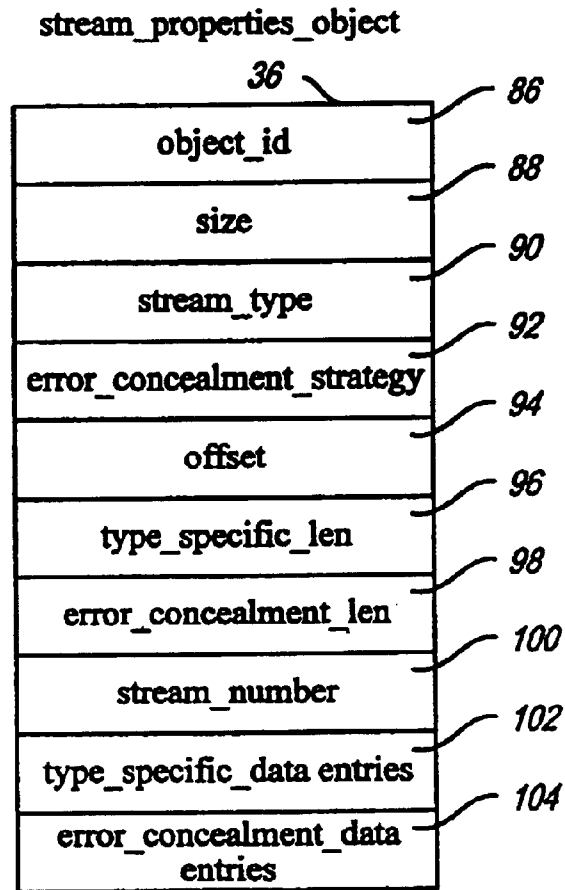 stream_properties_object
36
86
object_id
88
size
90
stream_type
92
error_concealment_strategy
94
offset
96
type_specific_len
98
error_concealment_len
100
stream_number
102
type_specific_data entries
104
error_concealment_data
entries